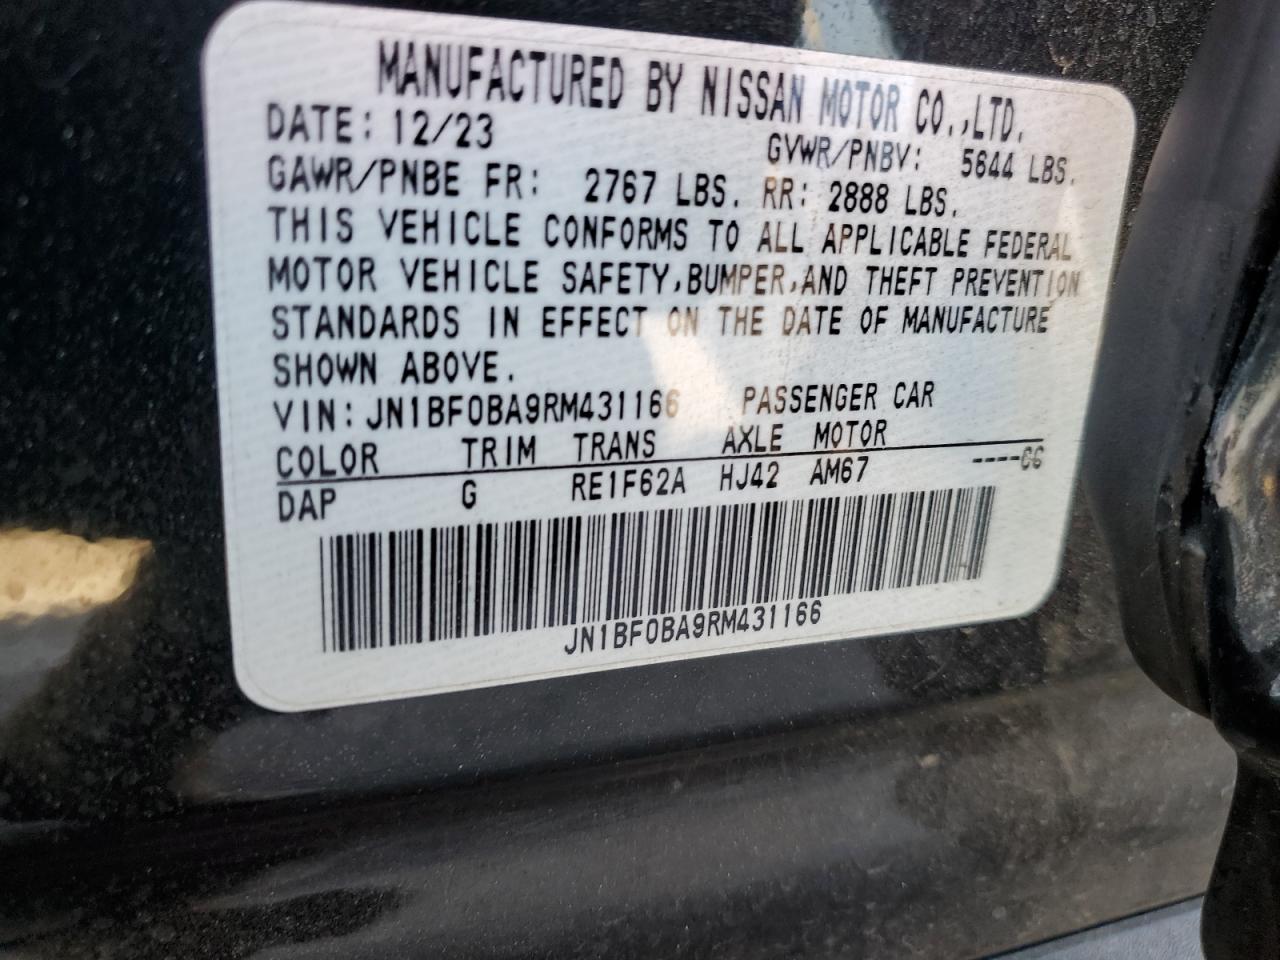 MANUFACTURED BY NISSAN MOTOR CO.,LTD.
DATE: 12/23 GVWR/PNBV: 5644 LBS.
GAWR/PNBE FR: 2767 LBS. RR: 2888 LBS.
THIS VEHICLE CONFORMS TO ALL APPLICABLE FEDERAL
MOTOR VEHICLE SAFETY,BUMPER,AND THEFT PREVENTION
STANDARDS IN EFFECT ON THE DATE OF MANUFACTURE
SHOWN ABOVE.
VIN: JN1BF0BA9RM431166 PASSENGER CAR
COLOR TRIM TRANS AXLE MOTOR
DAP G RE1F62A HJ42 AM67 ----CG
JN1BF0BA9RM431166